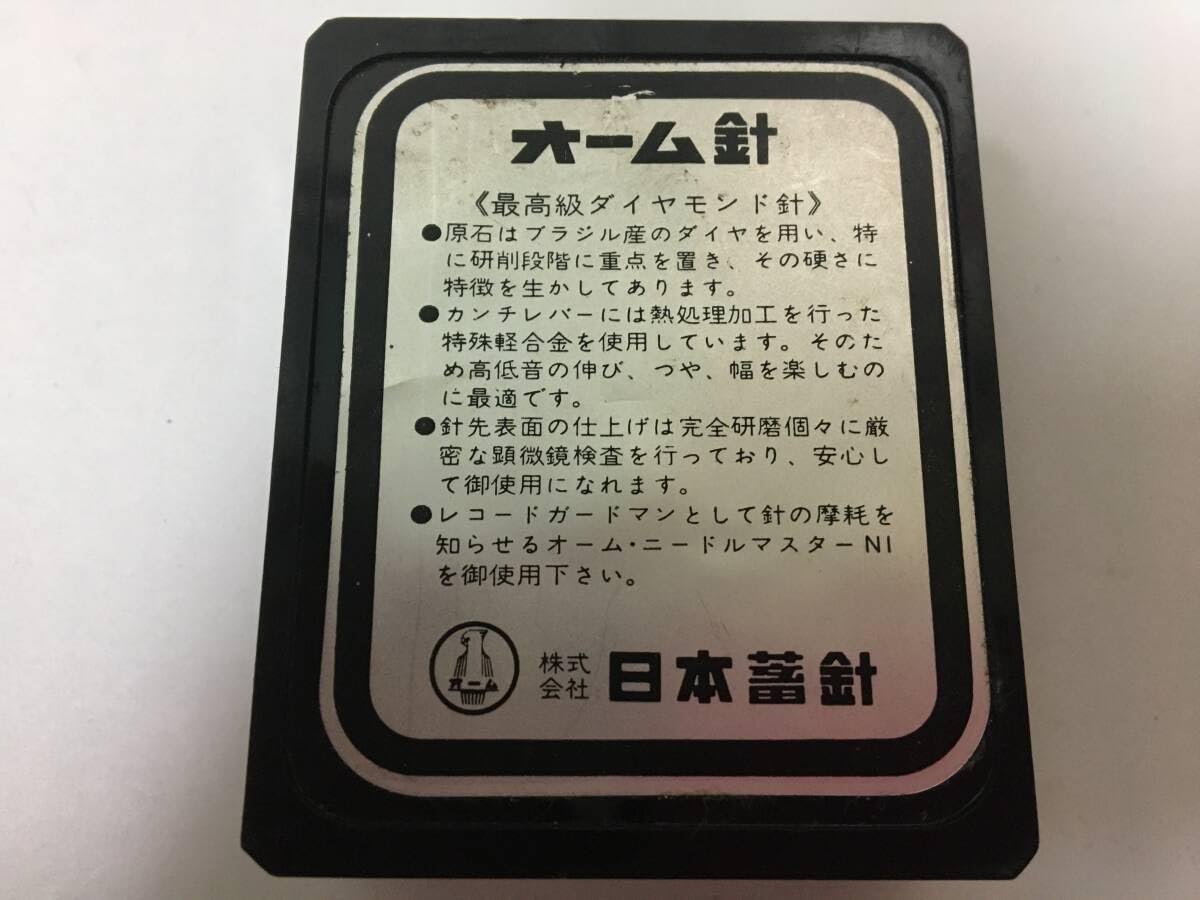 オーム針
《最高級ダイヤモンド針》
●原石はブラジル産のダイヤを用い、特
に研削段階に重点を置き、その硬さに
特徴を生かしてあります。
●カンチレバーには熱処理加工を行った
特殊軽合金を使用しています。そのた
め高低音の伸び、つや、幅を楽しむの
に最適です。
●針先表面の仕上げは完全研磨個々に厳
密な顕微鏡検査を行っており、安心し
て御使用になれます。
●レコードガードマンとして針の摩耗を
知らせるオーム・ニードルマスターNI
を御使用下さい。
オーム
株式
会社
日本蓄針